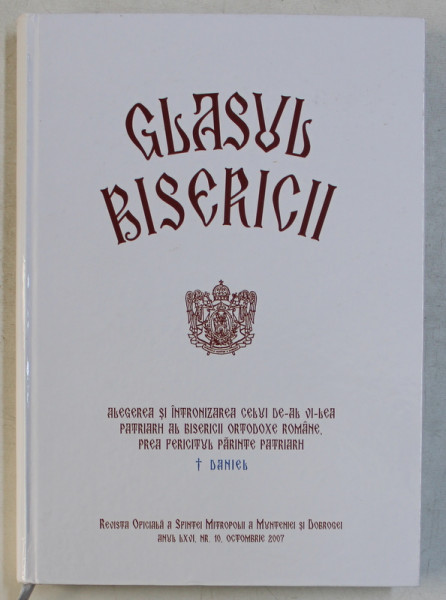 GLASUL
BISERICII
ALEGEREA ȘI ÎNTRONIZAREA CELUI DE-AL VI-LEA
PATRIARH AL BISERICII ORTODOXE ROMÂNE,
PREA FERICITUL PĂRINTE PATRIARH
† DANIEL
REVISTA OFICIALĂ A SFINTEI MITROPOLII A MUNTENIEI ȘI DOBROGEI
ANUL LXVI, NR. 10, OCTOMBRIE 2007